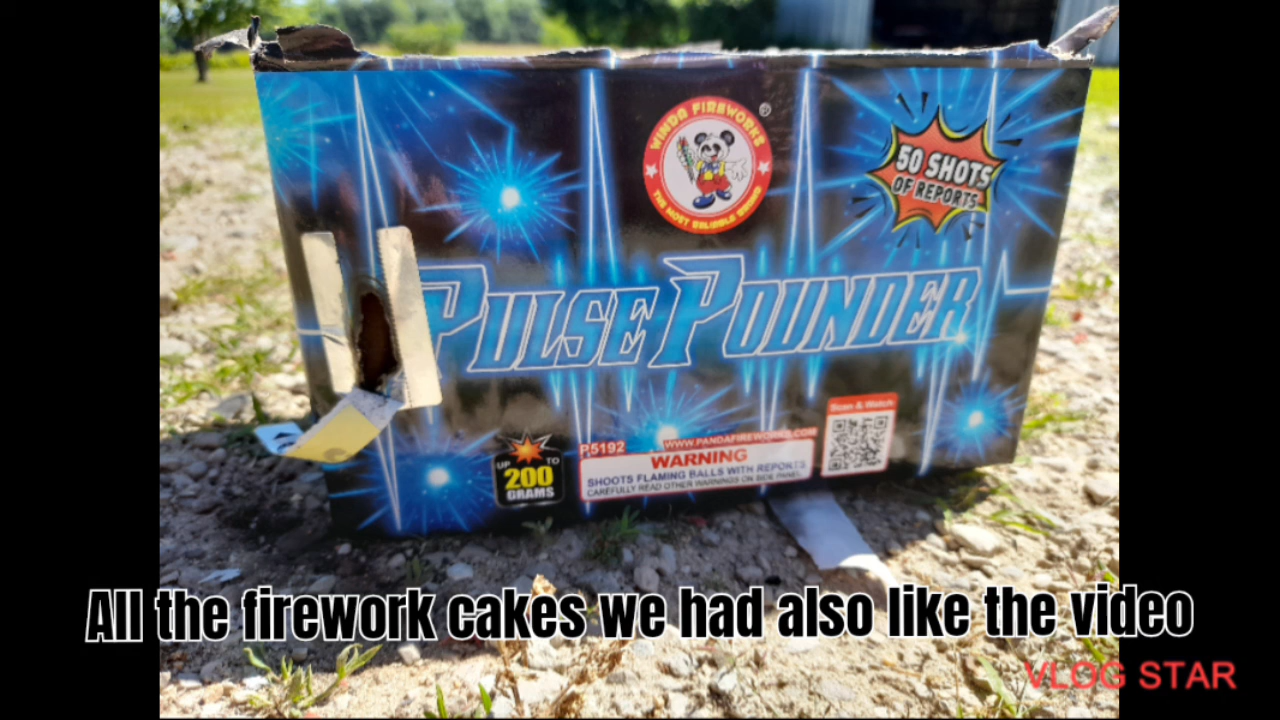 WINDA FIREWORKS
®
THE MOST RELIABLE BRAND
50 SHOTS
OF REPORTS
PULSE POUNDER
UP TO
200
GRAMS
P5192
WWW.PANDAFIREWORKS.COM
WARNING
SHOOTS FLAMING BALLS WITH REPORTS
CAREFULLY READ OTHER WARNINGS ON SIDE PANEL
Scan & Watch
All the firework cakes we had also like the video
VLOG STAR